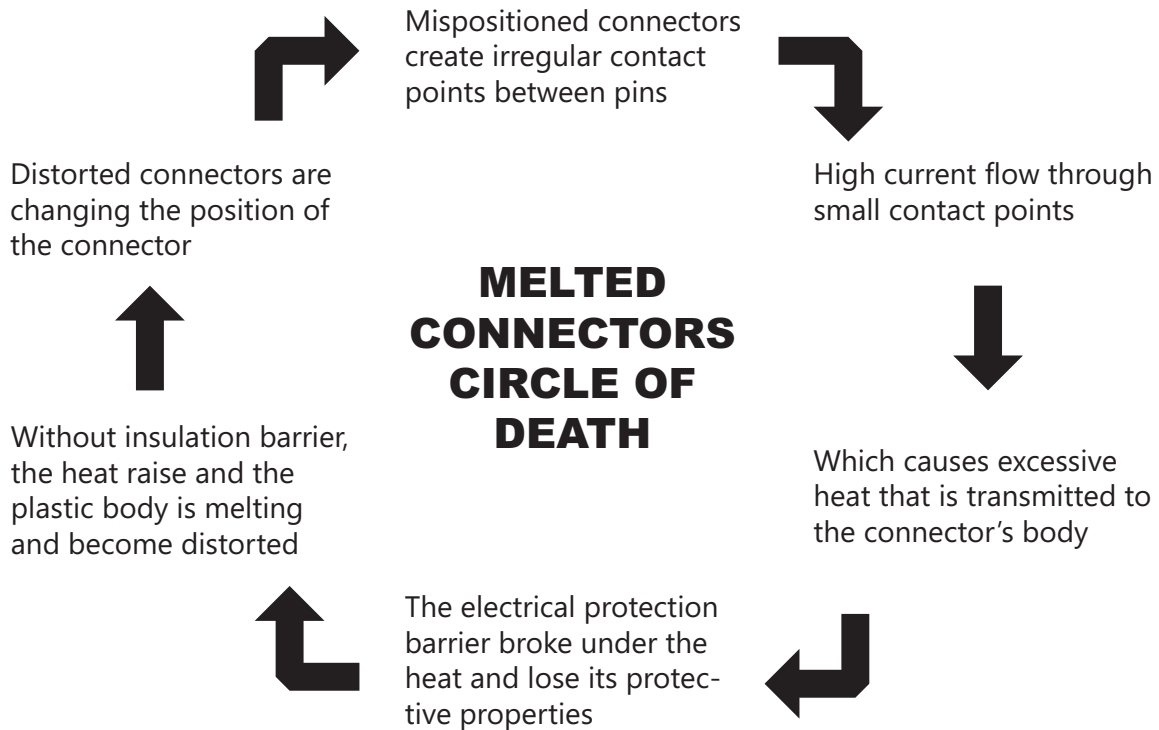 Mispositioned connectors
create irregular contact
points between pins
High current flow through
small contact points
Which causes excessive
heat that is transmitted to
the connector’s body
The electrical protection
barrier broke under the
heat and lose its protec-
tive properties
Without insulation barrier,
the heat raise and the
plastic body is melting
and become distorted
Distorted connectors are
changing the position of
the connector
MELTED
CONNECTORS
CIRCLE OF
DEATH